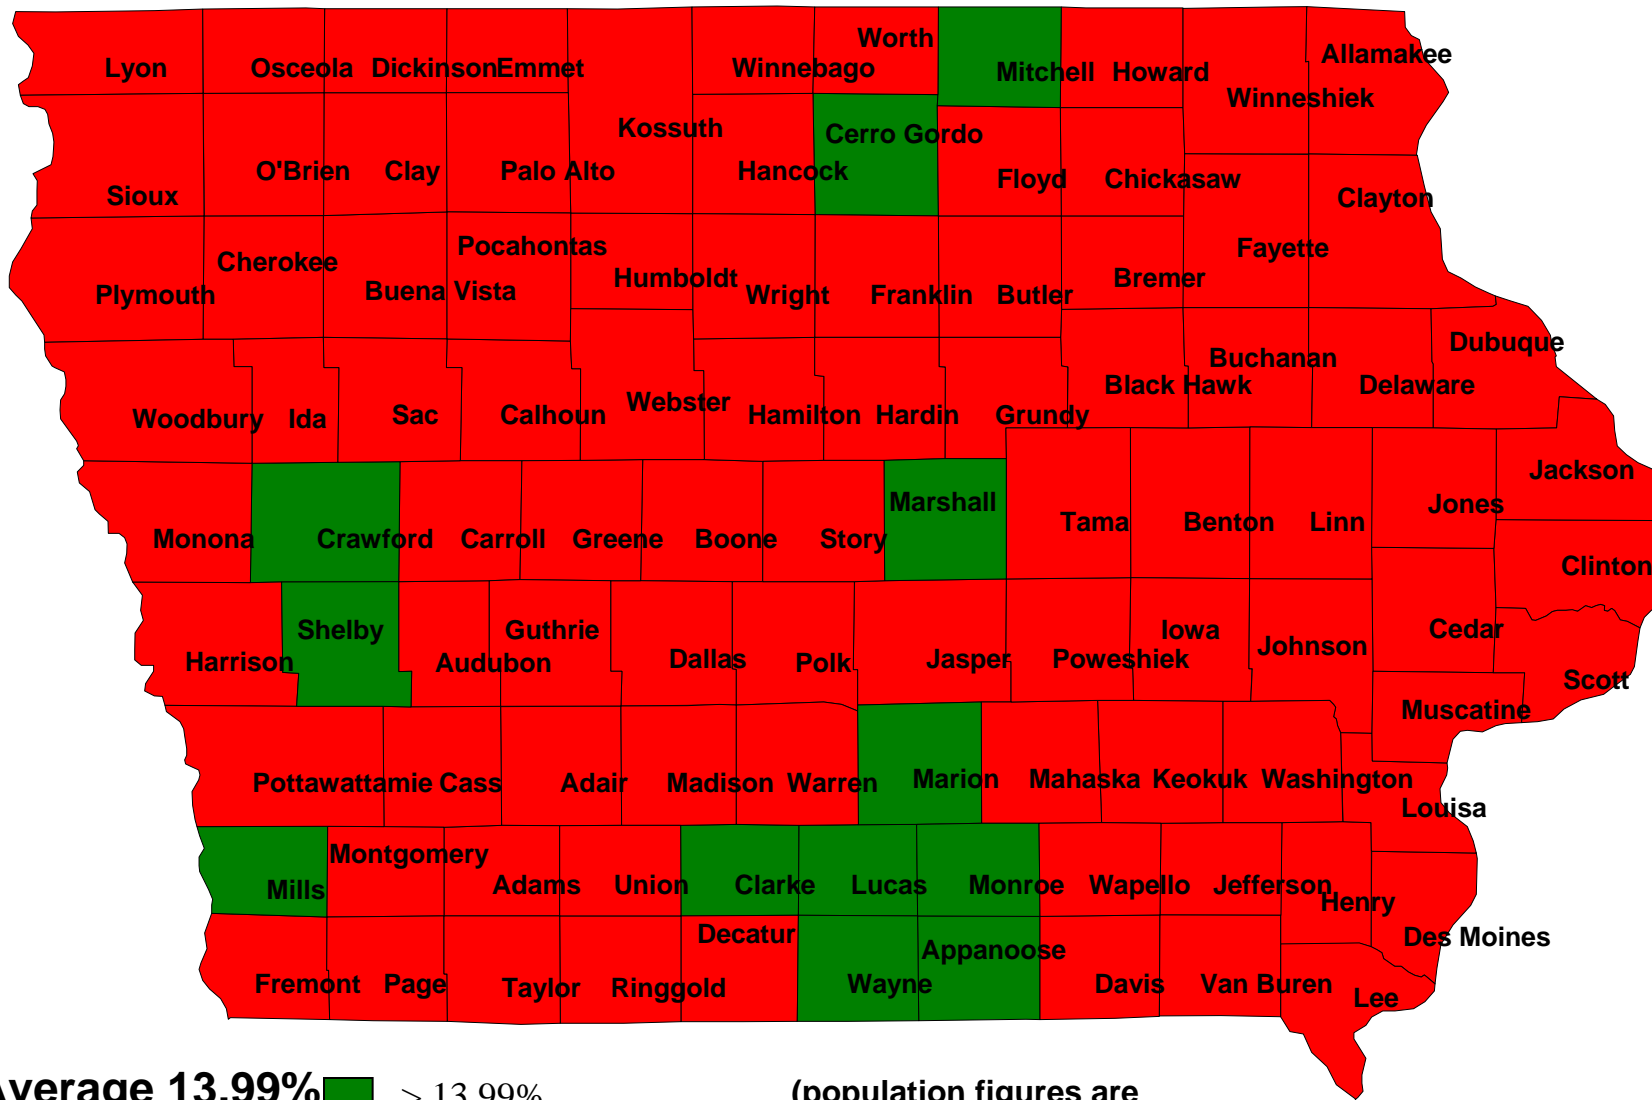 Worth
Allamakee
Lyon Osceola Dickinson Emmet Winnebago Mitchell Howard
Winneshiek
Kossuth Cerro Gordo
O'Brien Clay Palo Alto Hancock Floyd Chickasaw
Sioux Clayton
Pocahontas Fayette
Cherokee Humboldt Bremer
Plymouth Buena Vista Wright Franklin Butler
Dubuque
Buchanan
Black Hawk Delaware
Woodbury Ida Sac Calhoun Webster Hamilton Hardin Grundy
Jackson
Marshall Jones
Monona Crawford Carroll Greene Boone Story Tama Benton Linn
Clinton
Shelby Guthrie Iowa Cedar
Harrison Audubon Dallas Polk Jasper Poweshiek Johnson
Scott
Muscatine
Pottawattamie Cass Adair Madison Warren Marion Mahaska Keokuk Washington
Louisa
Montgomery
Mills Adams Union Clarke Lucas Monroe Wapello Jefferson
Henry
Decatur Appanoose Des Moines
Fremont Page Taylor Ringgold Wayne Davis Van Buren Lee
Average 13.99% > 13.99% (population figures are